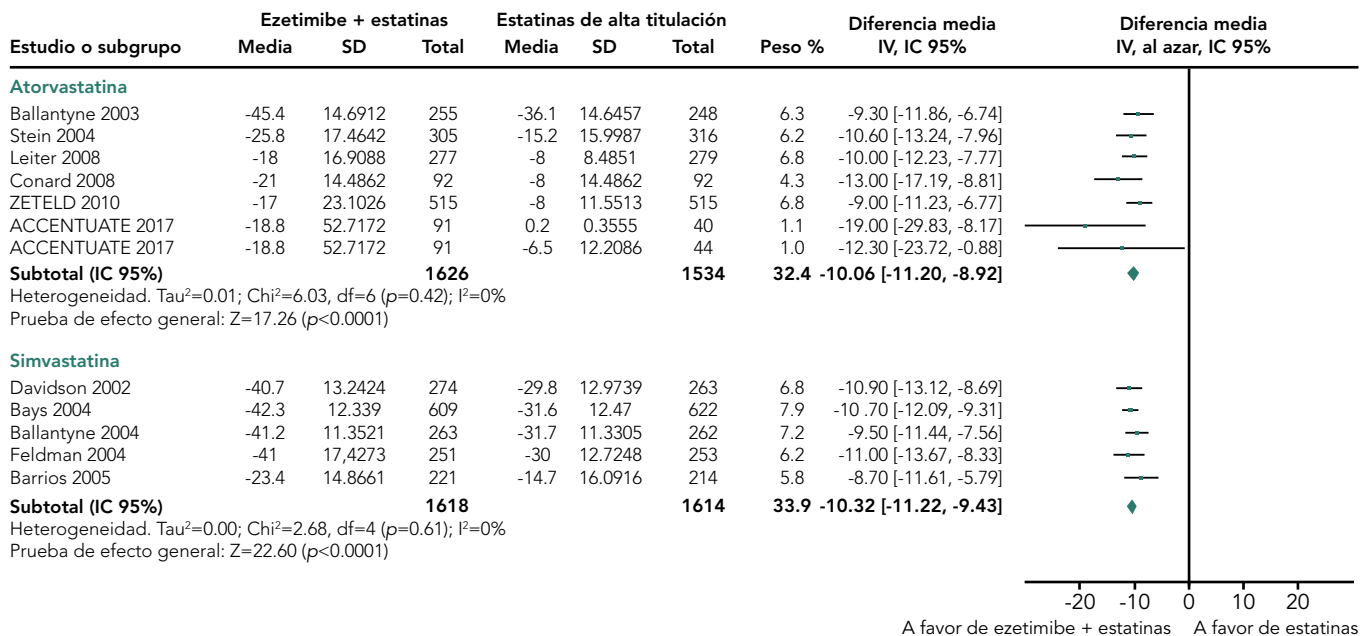 Ezetimibe + estatinas Estatinas de alta titulación Diferencia media Diferencia media
Estudio o subgrupo Media SD Total Media SD Total Peso % IV, IC 95% IV, al azar, IC 95%
Atorvastatina
Ballantyne 2003 -45.4 14.6912 255 -36.1 14.6457 248 6.3 -9.30 [-11.86, -6.74]
Stein 2004 -25.8 17.4642 305 -15.2 15.9987 316 6.2 -10.60 [-13.24, -7.96]
Leiter 2008 -18 16.9088 277 -8 8.4851 279 6.8 -10.00 [-12.23, -7.77]
Conard 2008 -21 14.4862 92 -8 14.4862 92 4.3 -13.00 [-17.19, -8.81]
ZETELD 2010 -17 23.1026 515 -8 11.5513 515 6.8 -9.00 [-11.23, -6.77]
ACCENTUATE 2017 -18.8 52.7172 91 0.2 0.3555 40 1.1 -19.00 [-29.83, -8.17]
ACCENTUATE 2017 -18.8 52.7172 91 -6.5 12.2086 44 1.0 -12.30 [-23.72, -0.88]
Subtotal (IC 95%) 1626 1534 32.4 -10.06 [-11.20, -8.92]
Heterogeneidad. Tau²=0.01; Chi²=6.03, df=6 (p=0.42); I²=0%
Prueba de efecto general: Z=17.26 (p<0.0001)
Simvastatina
Davidson 2002 -40.7 13.2424 274 -29.8 12.9739 263 6.8 -10.90 [-13.12, -8.69]
Bays 2004 -42.3 12.339 609 -31.6 12.47 622 7.9 -10 .70 [-12.09, -9.31]
Ballantyne 2004 -41.2 11.3521 263 -31.7 11.3305 262 7.2 -9.50 [-11.44, -7.56]
Feldman 2004 -41 17,4273 251 -30 12.7248 253 6.2 -11.00 [-13.67, -8.33]
Barrios 2005 -23.4 14.8661 221 -14.7 16.0916 214 5.8 -8.70 [-11.61, -5.79]
Subtotal (IC 95%) 1618 1614 33.9 -10.32 [-11.22, -9.43]
Heterogeneidad. Tau²=0.00; Chi²=2.68, df=4 (p=0.61); I²=0%
Prueba de efecto general: Z=22.60 (p<0.0001)
-20 -10 0 10 20
A favor de ezetimibe + estatinas A favor de estatinas